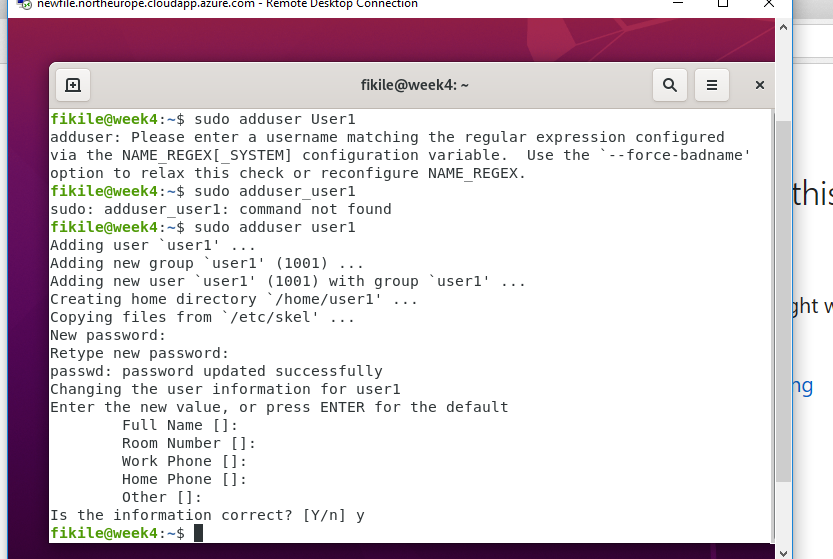 newfile.northeurope.cloudapp.azure.com - Remote Desktop Connection
fikile@week4: ~
fikile@week4:~$ sudo adduser User1
adduser: Please enter a username matching the regular expression configured
via the NAME_REGEX[_SYSTEM] configuration variable.  Use the `--force-badname'
option to relax this check or reconfigure NAME_REGEX.
fikile@week4:~$ sudo adduser_user1
sudo: adduser_user1: command not found
fikile@week4:~$ sudo adduser user1
Adding user `user1' ...
Adding new group `user1' (1001) ...
Adding new user `user1' (1001) with group `user1' ...
Creating home directory `/home/user1' ...
Copying files from `/etc/skel' ...
New password:
Retype new password:
passwd: password updated successfully
Changing the user information for user1
Enter the new value, or press ENTER for the default
        Full Name []:
        Room Number []:
        Work Phone []:
        Home Phone []:
        Other []:
Is the information correct? [Y/n] y
fikile@week4:~$
this